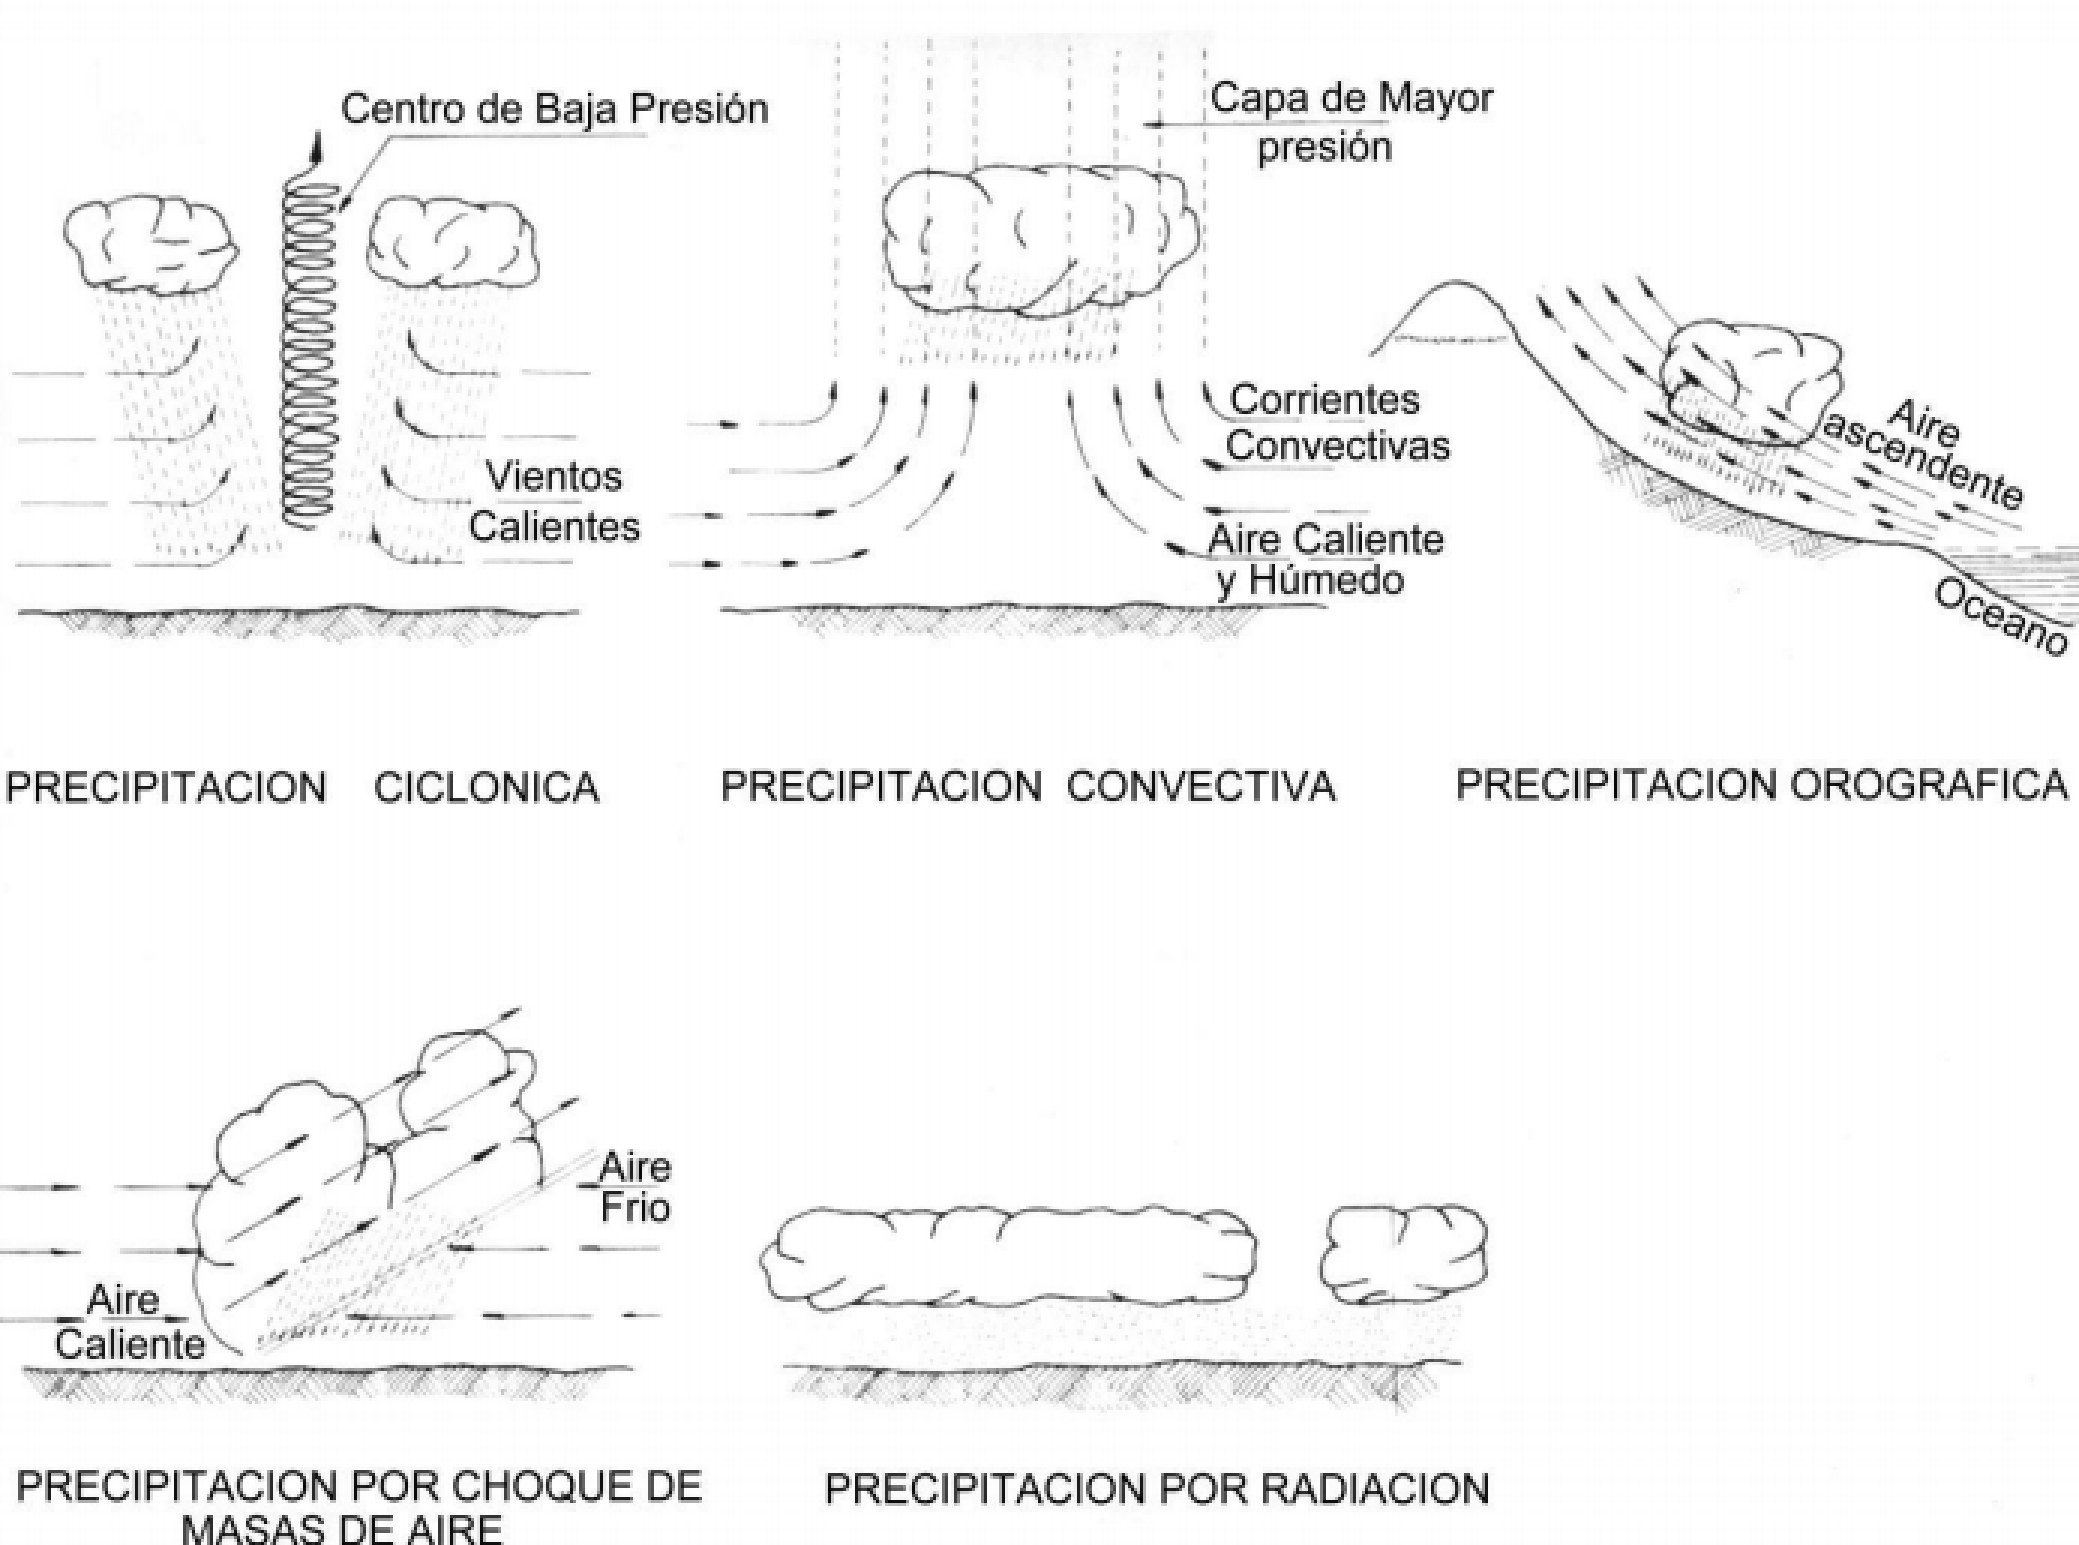 Centro de Baja Presión
Vientos
Calientes
PRECIPITACION CICLONICA
Capa de Mayor
presión
Corrientes
Convectivas
Aire Caliente
y Húmedo
PRECIPITACION CONVECTIVA
Aire
ascendente
Oceano
PRECIPITACION OROGRAFICA
Aire
Frio
Aire
Caliente
PRECIPITACION POR CHOQUE DE
MASAS DE AIRE
PRECIPITACION POR RADIACION